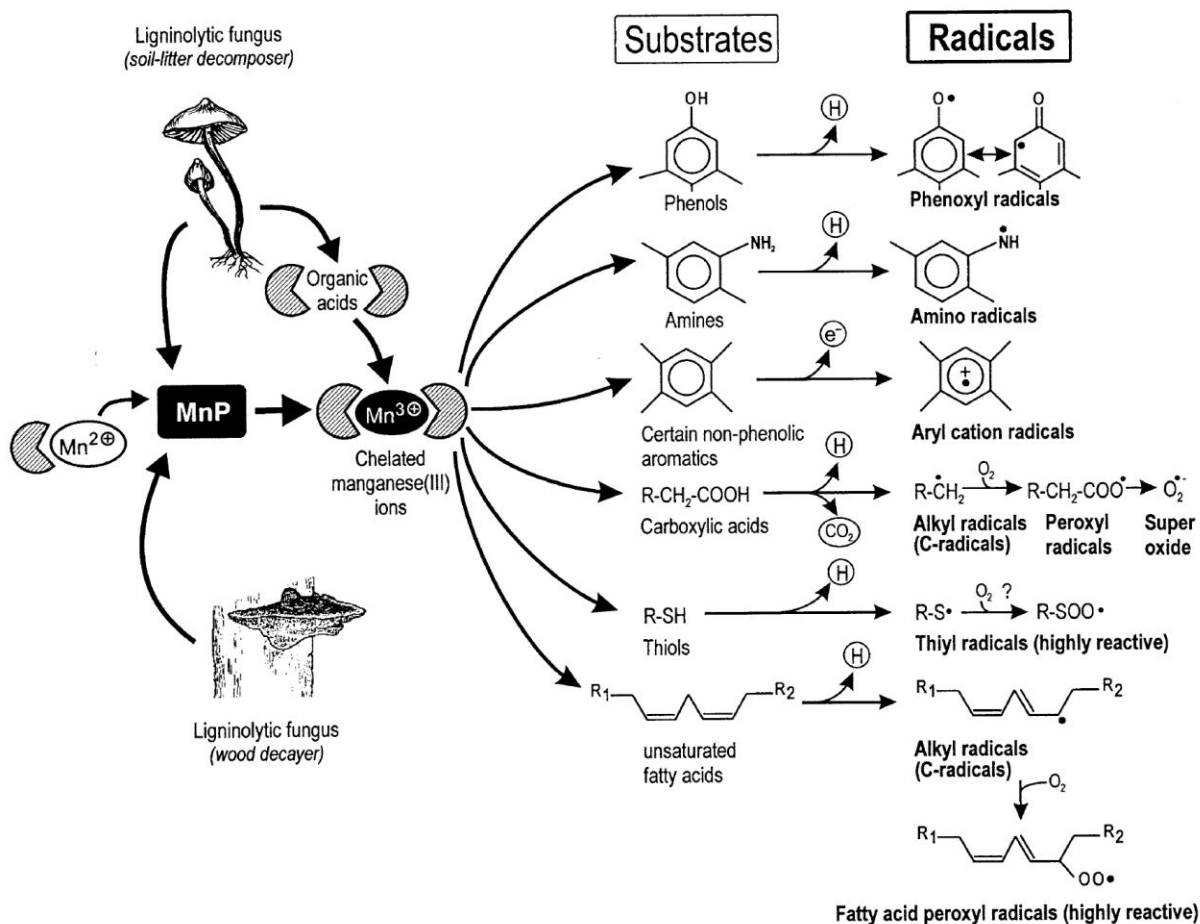 Ligninolytic fungus
(soil-litter decomposer)
Organic
acids
Mn2⊕
MnP
Mn3⊕
Chelated
manganese(III)
ions
Ligninolytic fungus
(wood decayer)
Substrates
Radicals
OH
H
O•
O
Phenols
Phenoxyl radicals
NH2
H
NH
Amines
Amino radicals
e−
+
Certain non-phenolic
aromatics
Aryl cation radicals
H
R-CH2-COOH
CO2
Carboxylic acids
R-CH2
O2
R-CH2-COO•
O2•-
Alkyl radicals
(C-radicals)
Peroxyl
radicals
Super
oxide
H
R-SH
R-S•
O2 ?
R-SOO•
Thiols
Thiyl radicals (highly reactive)
H
R1
R2
R1
R2
unsaturated
fatty acids
Alkyl radicals
(C-radicals)
O2
R1
R2
OO•
Fatty acid peroxyl radicals (highly reactive)